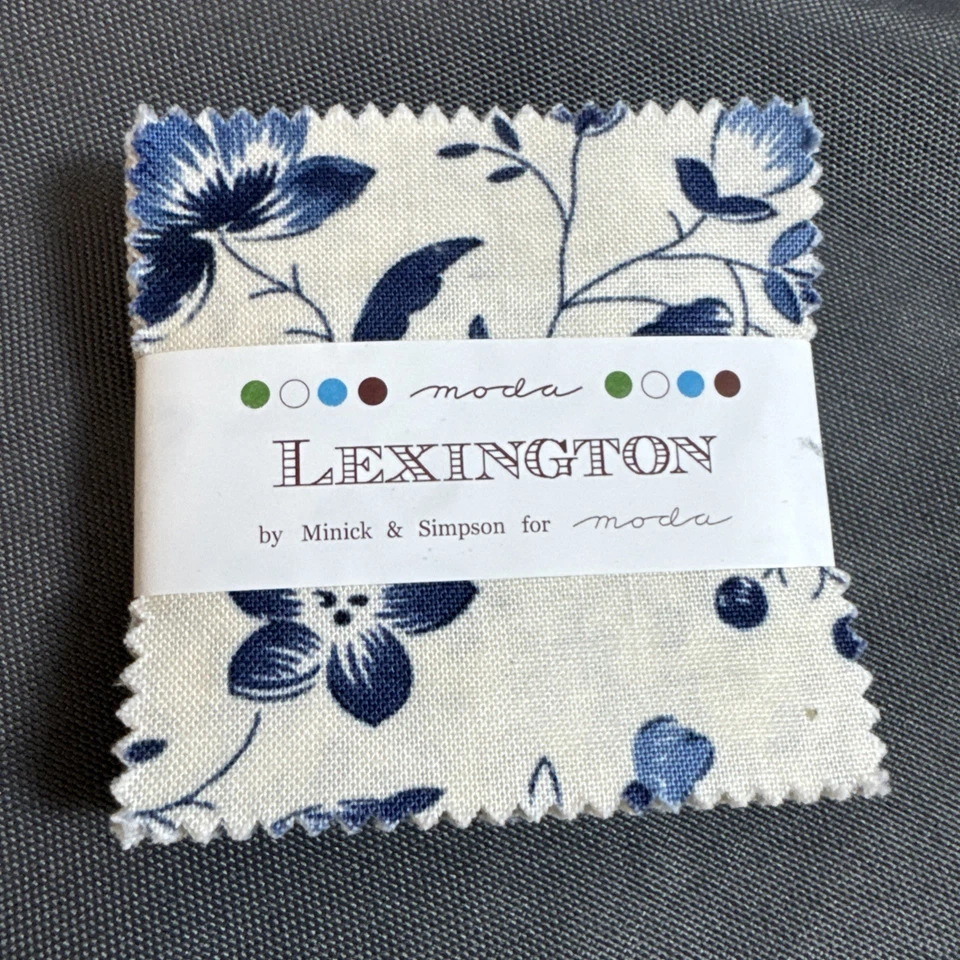 moda
LEXINGTON
by Minick & Simpson for moda